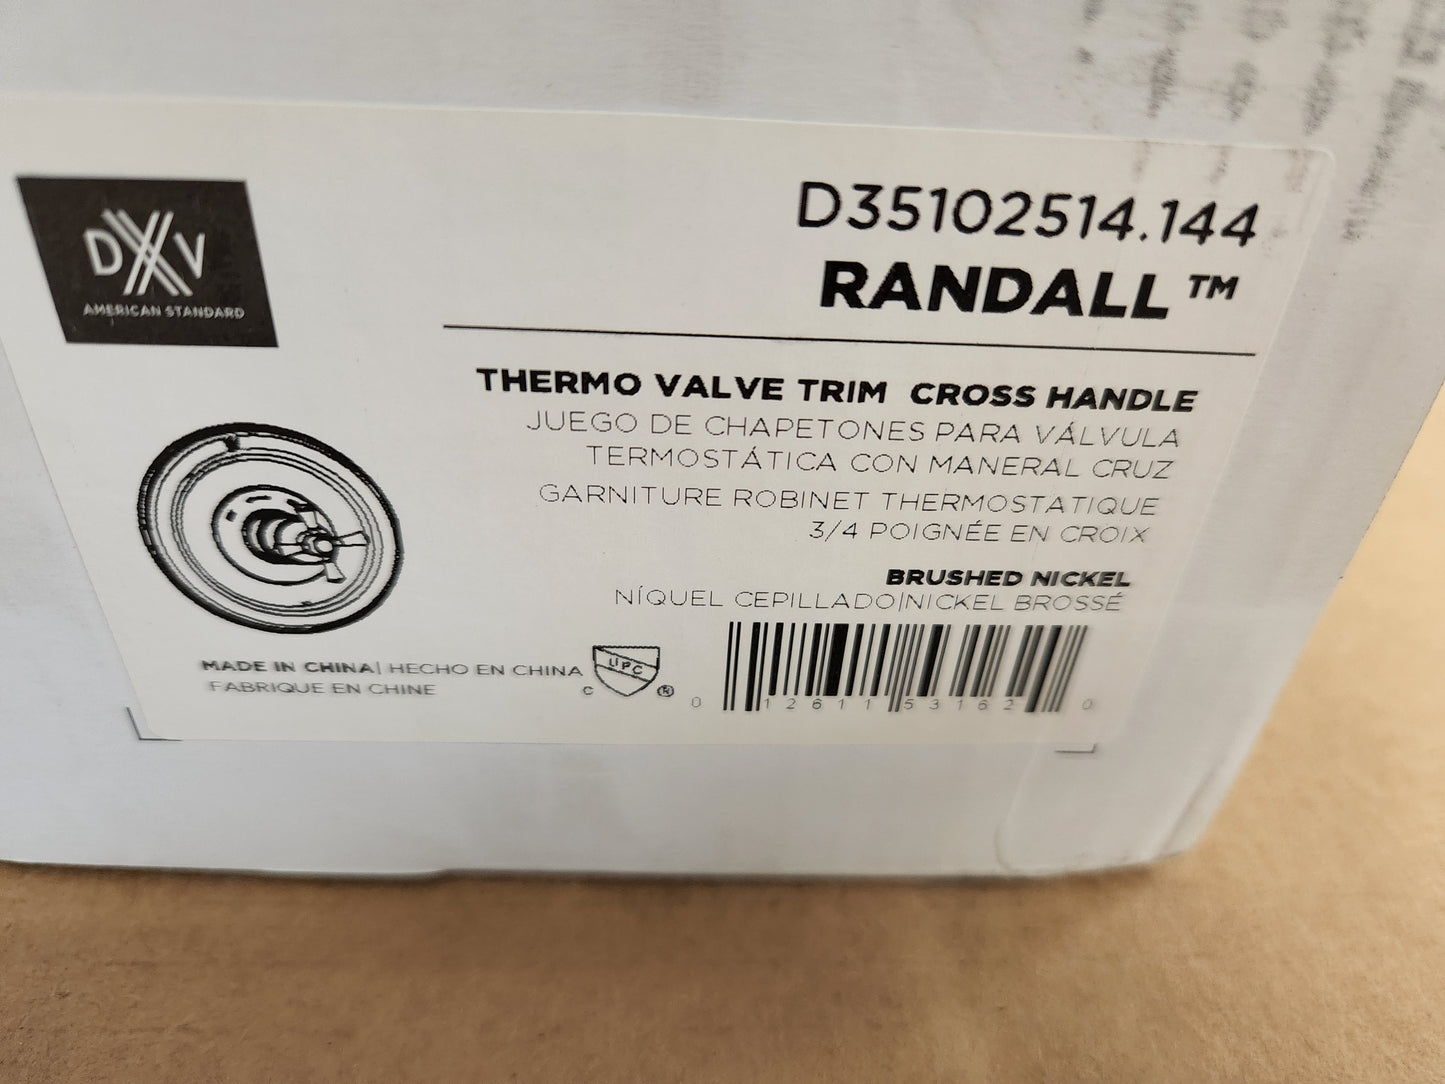 DXV
AMERICAN STANDARD
D35102514.144
RANDALL™
THERMO VALVE TRIM CROSS HANDLE
JUEGO DE CHAPETONES PARA VÁLVULA
TERMOSTÁTICA CON MANERAL CRUZ
GARNITURE ROBINET THERMOSTATIQUE
3/4 POIGNÉE EN CROIX
BRUSHED NICKEL
NÍQUEL CEPILLADO|NICKEL BROSSÉ
MADE IN CHINA| HECHO EN CHINA
FABRIQUE EN CHINE
C UPC ®
0 12611 53162 0